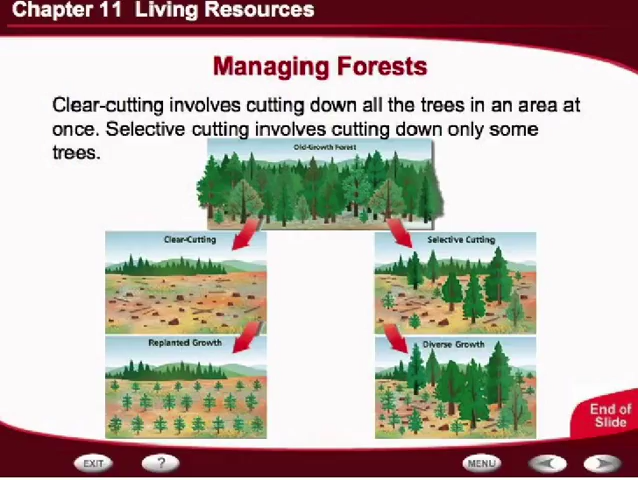 Chapter 11 Living Resources
Managing Forests
Clear-cutting involves cutting down all the trees in an area at
once. Selective cutting involves cutting down only some
trees.
Old-Growth Forest
Clear-Cutting
Selective Cutting
Replanted Growth
Diverse Growth
End of
Slide
EXIT
?
MENU